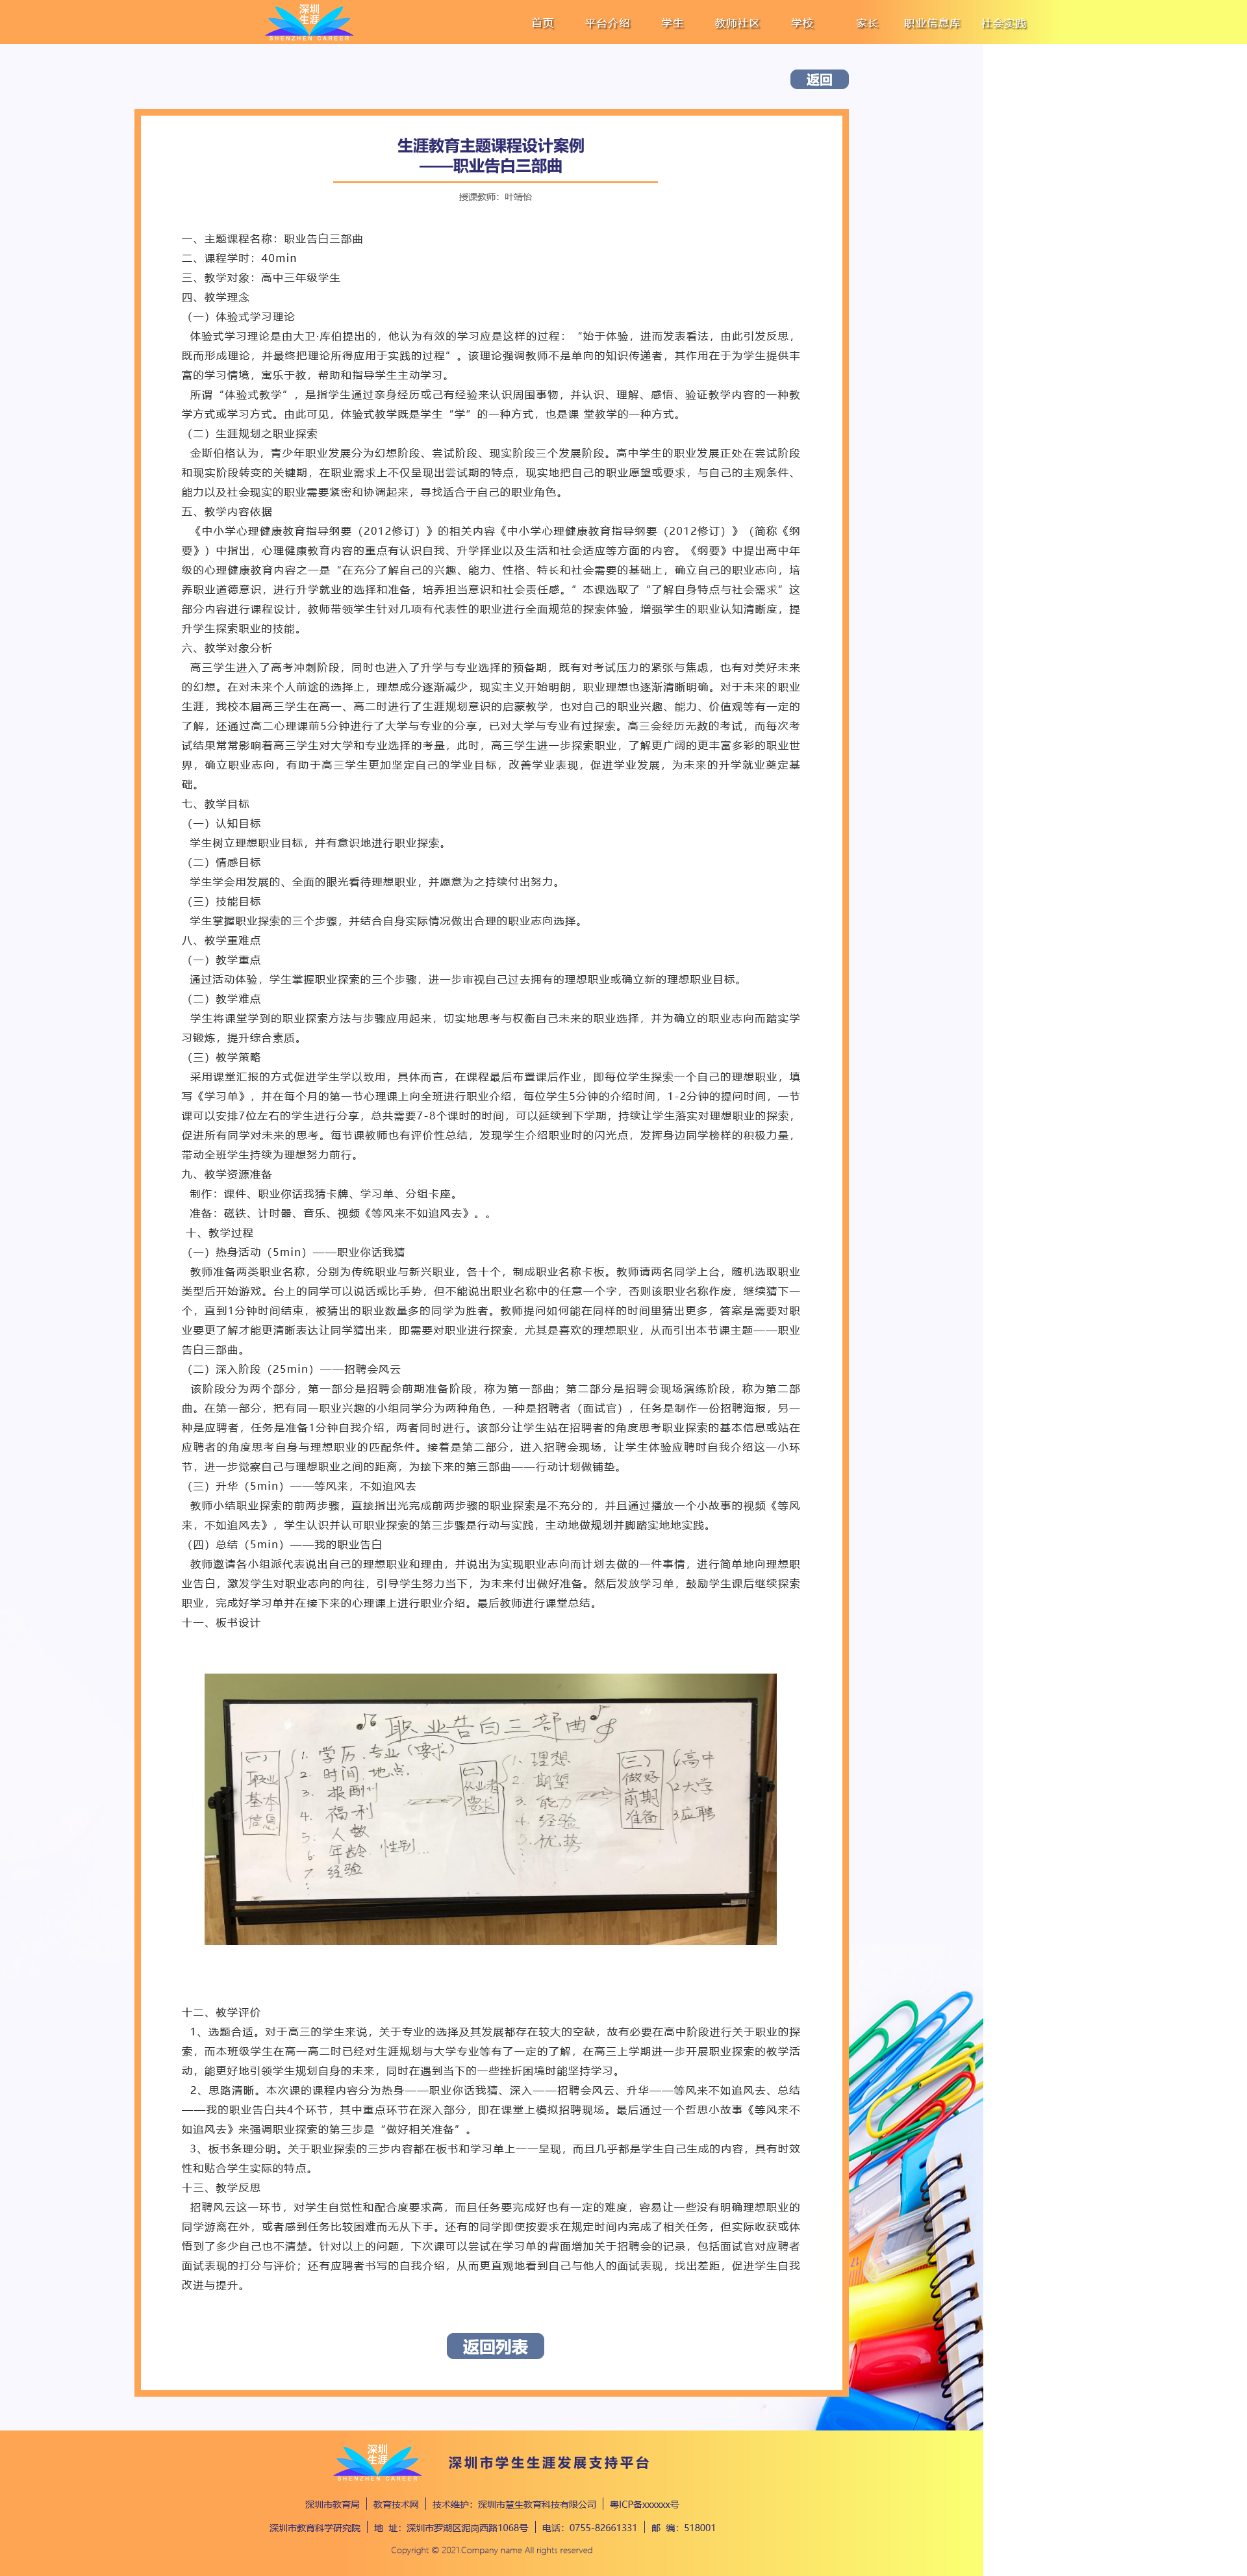 深圳
生涯
SHENZHEN CAREER
首页 平台介绍 学生 教师社区 学校 家长 职业信息库 社会实践
返回
生涯教育主题课程设计案例
——职业告白三部曲
授课教师：叶靖怡
一、主题课程名称：职业告白三部曲
二、课程学时：40min
三、教学对象：高中三年级学生
四、教学理念
（一）体验式学习理论
体验式学习理论是由大卫·库伯提出的，他认为有效的学习应是这样的过程：“始于体验，进而发表看法，由此引发反思，
既而形成理论，并最终把理论所得应用于实践的过程”。该理论强调教师不是单向的知识传递者，其作用在于为学生提供丰
富的学习情境，寓乐于教，帮助和指导学生主动学习。
所谓“体验式教学”，是指学生通过亲身经历或己有经验来认识周围事物，并认识、理解、感悟、验证教学内容的一种教
学方式或学习方式。由此可见，体验式教学既是学生“学”的一种方式，也是课 堂教学的一种方式。
（二）生涯规划之职业探索
金斯伯格认为，青少年职业发展分为幻想阶段、尝试阶段、现实阶段三个发展阶段。高中学生的职业发展正处在尝试阶段
和现实阶段转变的关键期，在职业需求上不仅呈现出尝试期的特点，现实地把自己的职业愿望或要求，与自己的主观条件、
能力以及社会现实的职业需要紧密和协调起来，寻找适合于自己的职业角色。
五、教学内容依据
《中小学心理健康教育指导纲要（2012修订）》的相关内容《中小学心理健康教育指导纲要（2012修订）》（简称《纲
要》）中指出，心理健康教育内容的重点有认识自我、升学择业以及生活和社会适应等方面的内容。《纲要》中提出高中年
级的心理健康教育内容之一是“在充分了解自己的兴趣、能力、性格、特长和社会需要的基础上，确立自己的职业志向，培
养职业道德意识，进行升学就业的选择和准备，培养担当意识和社会责任感。”本课选取了“了解自身特点与社会需求”这
部分内容进行课程设计，教师带领学生针对几项有代表性的职业进行全面规范的探索体验，增强学生的职业认知清晰度，提
升学生探索职业的技能。
六、教学对象分析
高三学生进入了高考冲刺阶段，同时也进入了升学与专业选择的预备期，既有对考试压力的紧张与焦虑，也有对美好未来
的幻想。在对未来个人前途的选择上，理想成分逐渐减少，现实主义开始明朗，职业理想也逐渐清晰明确。对于未来的职业
生涯，我校本届高三学生在高一、高二时进行了生涯规划意识的启蒙教学，也对自己的职业兴趣、能力、价值观等有一定的
了解，还通过高二心理课前5分钟进行了大学与专业的分享，已对大学与专业有过探索。高三会经历无数的考试，而每次考
试结果常常影响着高三学生对大学和专业选择的考量，此时，高三学生进一步探索职业，了解更广阔的更丰富多彩的职业世
界，确立职业志向，有助于高三学生更加坚定自己的学业目标，改善学业表现，促进学业发展，为未来的升学就业奠定基
础。
七、教学目标
（一）认知目标
学生树立理想职业目标，并有意识地进行职业探索。
（二）情感目标
学生学会用发展的、全面的眼光看待理想职业，并愿意为之持续付出努力。
（三）技能目标
学生掌握职业探索的三个步骤，并结合自身实际情况做出合理的职业志向选择。
八、教学重难点
（一）教学重点
通过活动体验，学生掌握职业探索的三个步骤，进一步审视自己过去拥有的理想职业或确立新的理想职业目标。
（二）教学难点
学生将课堂学到的职业探索方法与步骤应用起来，切实地思考与权衡自己未来的职业选择，并为确立的职业志向而踏实学
习锻炼，提升综合素质。
（三）教学策略
采用课堂汇报的方式促进学生学以致用，具体而言，在课程最后布置课后作业，即每位学生探索一个自己的理想职业，填
写《学习单》，并在每个月的第一节心理课上向全班进行职业介绍，每位学生5分钟的介绍时间，1-2分钟的提问时间，一节
课可以安排7位左右的学生进行分享，总共需要7-8个课时的时间，可以延续到下学期，持续让学生落实对理想职业的探索，
促进所有同学对未来的思考。每节课教师也有评价性总结，发现学生介绍职业时的闪光点，发挥身边同学榜样的积极力量，
带动全班学生持续为理想努力前行。
九、教学资源准备
制作：课件、职业你话我猜卡牌、学习单、分组卡座。
准备：磁铁、计时器、音乐、视频《等风来不如追风去》。。
十、教学过程
（一）热身活动（5min）——职业你话我猜
教师准备两类职业名称，分别为传统职业与新兴职业，各十个，制成职业名称卡板。教师请两名同学上台，随机选取职业
类型后开始游戏。台上的同学可以说话或比手势，但不能说出职业名称中的任意一个字，否则该职业名称作废，继续猜下一
个，直到1分钟时间结束，被猜出的职业数量多的同学为胜者。教师提问如何能在同样的时间里猜出更多，答案是需要对职
业要更了解才能更清晰表达让同学猜出来，即需要对职业进行探索，尤其是喜欢的理想职业，从而引出本节课主题——职业
告白三部曲。
（二）深入阶段（25min）——招聘会风云
该阶段分为两个部分，第一部分是招聘会前期准备阶段，称为第一部曲；第二部分是招聘会现场演练阶段，称为第二部
曲。在第一部分，把有同一职业兴趣的小组同学分为两种角色，一种是招聘者（面试官），任务是制作一份招聘海报，另一
种是应聘者，任务是准备1分钟自我介绍，两者同时进行。该部分让学生站在招聘者的角度思考职业探索的基本信息或站在
应聘者的角度思考自身与理想职业的匹配条件。接着是第二部分，进入招聘会现场，让学生体验应聘时自我介绍这一小环
节，进一步觉察自己与理想职业之间的距离，为接下来的第三部曲——行动计划做铺垫。
（三）升华（5min）——等风来，不如追风去
教师小结职业探索的前两步骤，直接指出光完成前两步骤的职业探索是不充分的，并且通过播放一个小故事的视频《等风
来，不如追风去》，学生认识并认可职业探索的第三步骤是行动与实践，主动地做规划并脚踏实地地实践。
（四）总结（5min）——我的职业告白
教师邀请各小组派代表说出自己的理想职业和理由，并说出为实现职业志向而计划去做的一件事情，进行简单地向理想职
业告白，激发学生对职业志向的向往，引导学生努力当下，为未来付出做好准备。然后发放学习单，鼓励学生课后继续探索
职业，完成好学习单并在接下来的心理课上进行职业介绍。最后教师进行课堂总结。
十一、板书设计
职业告白三部曲
（一）职业基本信息
1. 学历、专业（要求）
2. 时间、地点
3. 报酬
4. 福利
5. 人数
6. 年龄 性别
7. 经验
（二）从业者要求
1. 理想
2. 期望
3. 能力
4. 经验
5. 优势
（三）做好前期准备
1.高中
2大学
3应聘
十二、教学评价
1、选题合适。对于高三的学生来说，关于专业的选择及其发展都存在较大的空缺，故有必要在高中阶段进行关于职业的探
索，而本班级学生在高一高二时已经对生涯规划与大学专业等有了一定的了解，在高三上学期进一步开展职业探索的教学活
动，能更好地引领学生规划自身的未来，同时在遇到当下的一些挫折困境时能坚持学习。
2、思路清晰。本次课的课程内容分为热身——职业你话我猜、深入——招聘会风云、升华——等风来不如追风去、总结
——我的职业告白共4个环节，其中重点环节在深入部分，即在课堂上模拟招聘现场。最后通过一个哲思小故事《等风来不
如追风去》来强调职业探索的第三步是“做好相关准备”。
3、板书条理分明。关于职业探索的三步内容都在板书和学习单上一一呈现，而且几乎都是学生自己生成的内容，具有时效
性和贴合学生实际的特点。
十三、教学反思
招聘风云这一环节，对学生自觉性和配合度要求高，而且任务要完成好也有一定的难度，容易让一些没有明确理想职业的
同学游离在外，或者感到任务比较困难而无从下手。还有的同学即使按要求在规定时间内完成了相关任务，但实际收获或体
悟到了多少自己也不清楚。针对以上的问题，下次课可以尝试在学习单的背面增加关于招聘会的记录，包括面试官对应聘者
面试表现的打分与评价；还有应聘者书写的自我介绍，从而更直观地看到自己与他人的面试表现，找出差距，促进学生自我
改进与提升。
返回列表
深圳
生涯
SHENZHEN CAREER
深圳市学生生涯发展支持平台
深圳市教育局 教育技术网 技术维护：深圳市慧生教育科技有限公司 粤ICP备xxxxxx号
深圳市教育科学研究院 地 址：深圳市罗湖区泥岗西路1068号 电话：0755-82661331 邮 编：518001
Copyright © 2021.Company name All rights reserved